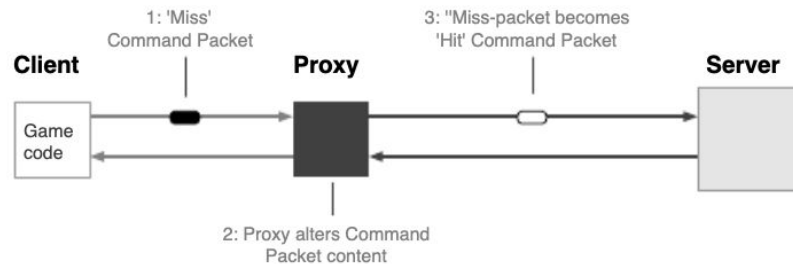 1: 'Miss'
Command Packet
3: "Miss-packet becomes
'Hit' Command Packet
Client
Proxy
Server
Game
code
2: Proxy alters Command
Packet content